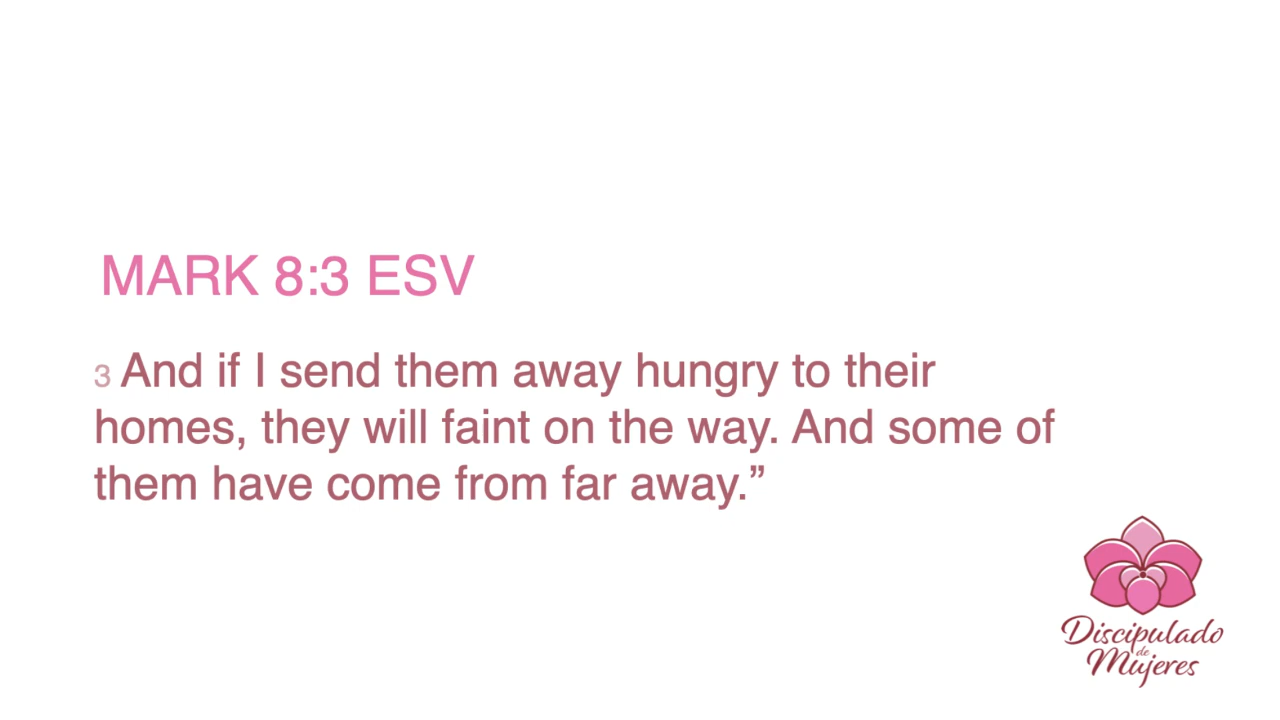 MARK 8:3 ESV
3 And if I send them away hungry to their
homes, they will faint on the way. And some of
them have come from far away.”
Discipulado
de
Mujeres